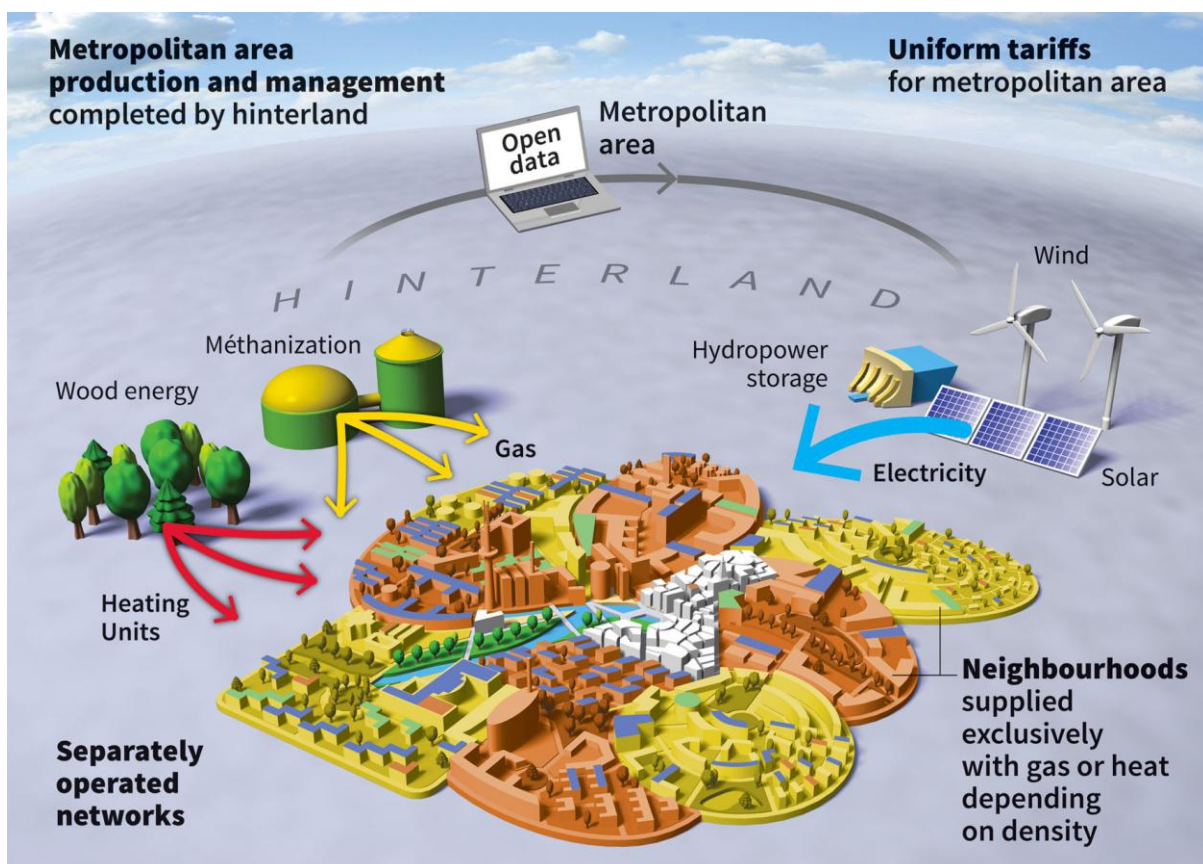 Metropolitan area
production and management
completed by hinterland
Uniform tariffs
for metropolitan area
Open
data
Metropolitan
area
HINTERLAND
Wind
Méthanization
Hydropower
storage
Wood energy
Gas
Electricity
Solar
Heating
Units
Neighbourhoods
supplied
exclusively
with gas or heat
depending
on density
Separately
operated
networks